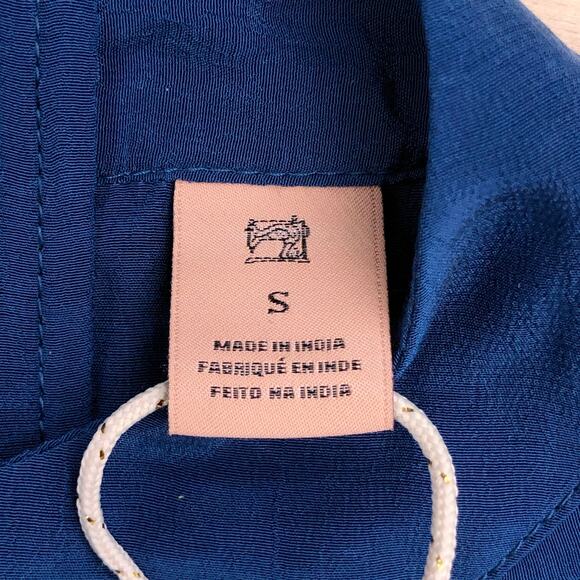 S
MADE IN INDIA
FABRIQUÉ EN INDE
FEITO NA INDIA